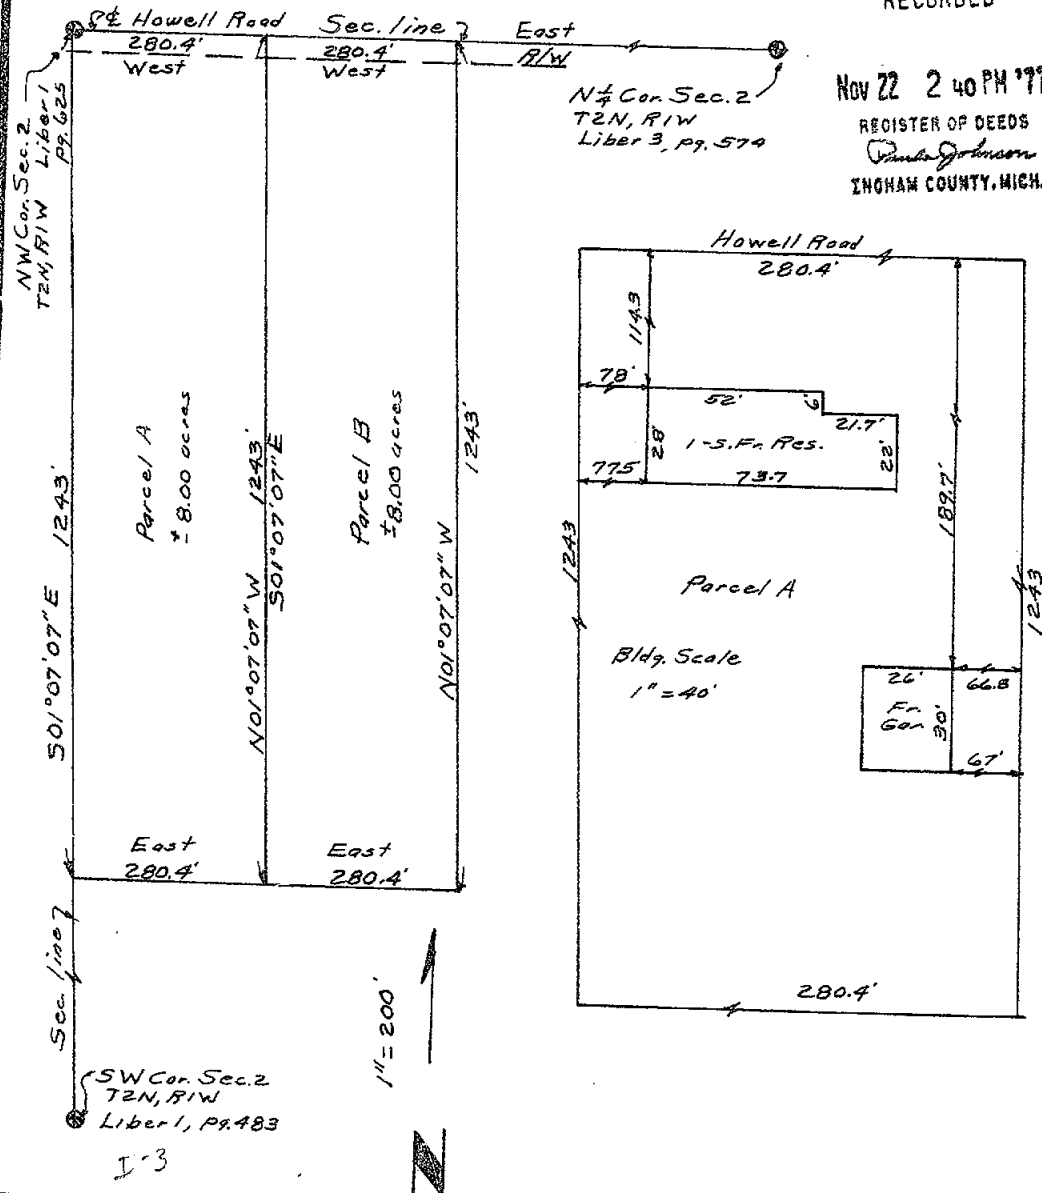 RECORDED
℄ Howell Road Sec. line East
280.4' 280.4' R/W
West West
NW Cor. Sec. 2
T2N, R1W Liber 1
pg. 625
N ¼ Cor. Sec. 2
T2N, R1W
Liber 3, pg. 574
Nov 22 2 40 PM '77
REGISTER OF DEEDS
Paula Johnson
INGHAM COUNTY, MICH.
S01°07'07"E 1243'
Parcel A
± 8.00 acres
N01°07'07"W 1243'
S01°07'07"E
Parcel B
± 8.00 acres
N01°07'07"W 1243'
East East
280.4' 280.4'
Sec. line
SW Cor. Sec. 2
T2N, R1W
Liber 1, pg. 483
I-3
1" = 200'
N
Howell Road
280.4'
114.3
78'
52'
6'
21.7'
28'
1-S. Fr. Res.
22'
77.5
73.7
189.7'
1243
1243
Parcel A
Bldg. Scale
1" = 40'
26' 66.8
Fr.
Gar.
30'
67'
280.4'